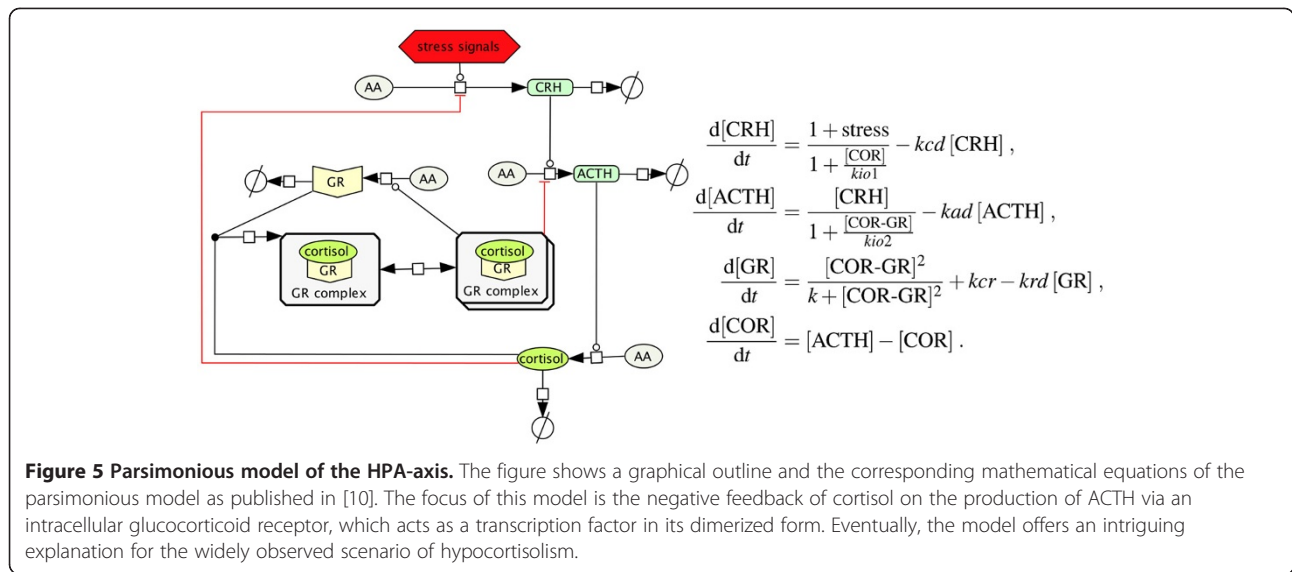 stress signals
AA
CRH
GR
AA
AA
ACTH
cortisol
GR
GR complex
cortisol
GR
GR complex
cortisol
AA
d[CRH]/dt = (1 + stress)/(1 + [COR]/kio1) − kcd [CRH] ,
d[ACTH]/dt = [CRH]/(1 + [COR-GR]/kio2) − kad [ACTH] ,
d[GR]/dt = [COR-GR]²/(k + [COR-GR]²) + kcr − krd [GR] ,
d[COR]/dt = [ACTH] − [COR] .
Figure 5 Parsimonious model of the HPA-axis. The figure shows a graphical outline and the corresponding mathematical equations of the
parsimonious model as published in [10]. The focus of this model is the negative feedback of cortisol on the production of ACTH via an
intracellular glucocorticoid receptor, which acts as a transcription factor in its dimerized form. Eventually, the model offers an intriguing
explanation for the widely observed scenario of hypocortisolism.